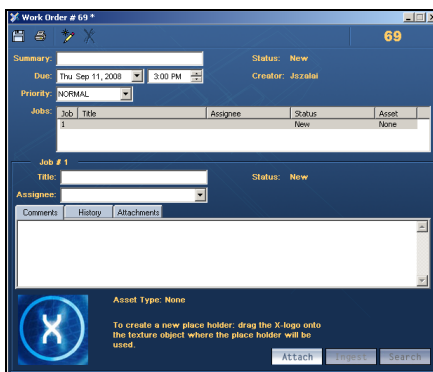 Work Order # 69 *
69
Summary: Status: New
Due: Thu Sep 11, 2008 3:00 PM Creator: Jszalai
Priority: NORMAL
Jobs: Job Title Assignee Status Asset
1 New None
Job # 1
Title: Status: New
Assignee:
Comments History Attachments
X
Asset Type: None
To create a new place holder: drag the X-logo onto
the texture object where the place holder will be
used.
Attach Ingest Search